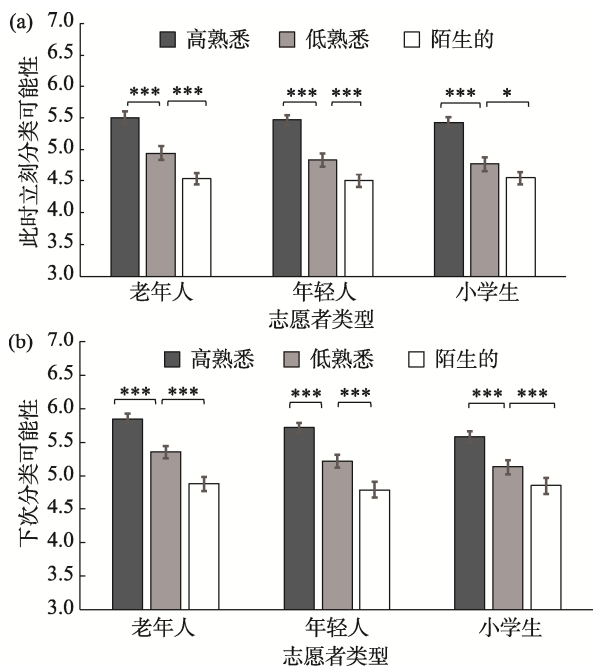 (a)
7.0
6.5
6.0
5.5
5.0
4.5
4.0
3.5
3.0
此时立刻分类可能性
高熟悉 低熟悉 陌生的
*** *** *** *** *** *
老年人 年轻人 小学生
志愿者类型
(b)
7.0
6.5
6.0
5.5
5.0
4.5
4.0
3.5
3.0
下次分类可能性
高熟悉 低熟悉 陌生的
*** *** *** *** *** ***
老年人 年轻人 小学生
志愿者类型